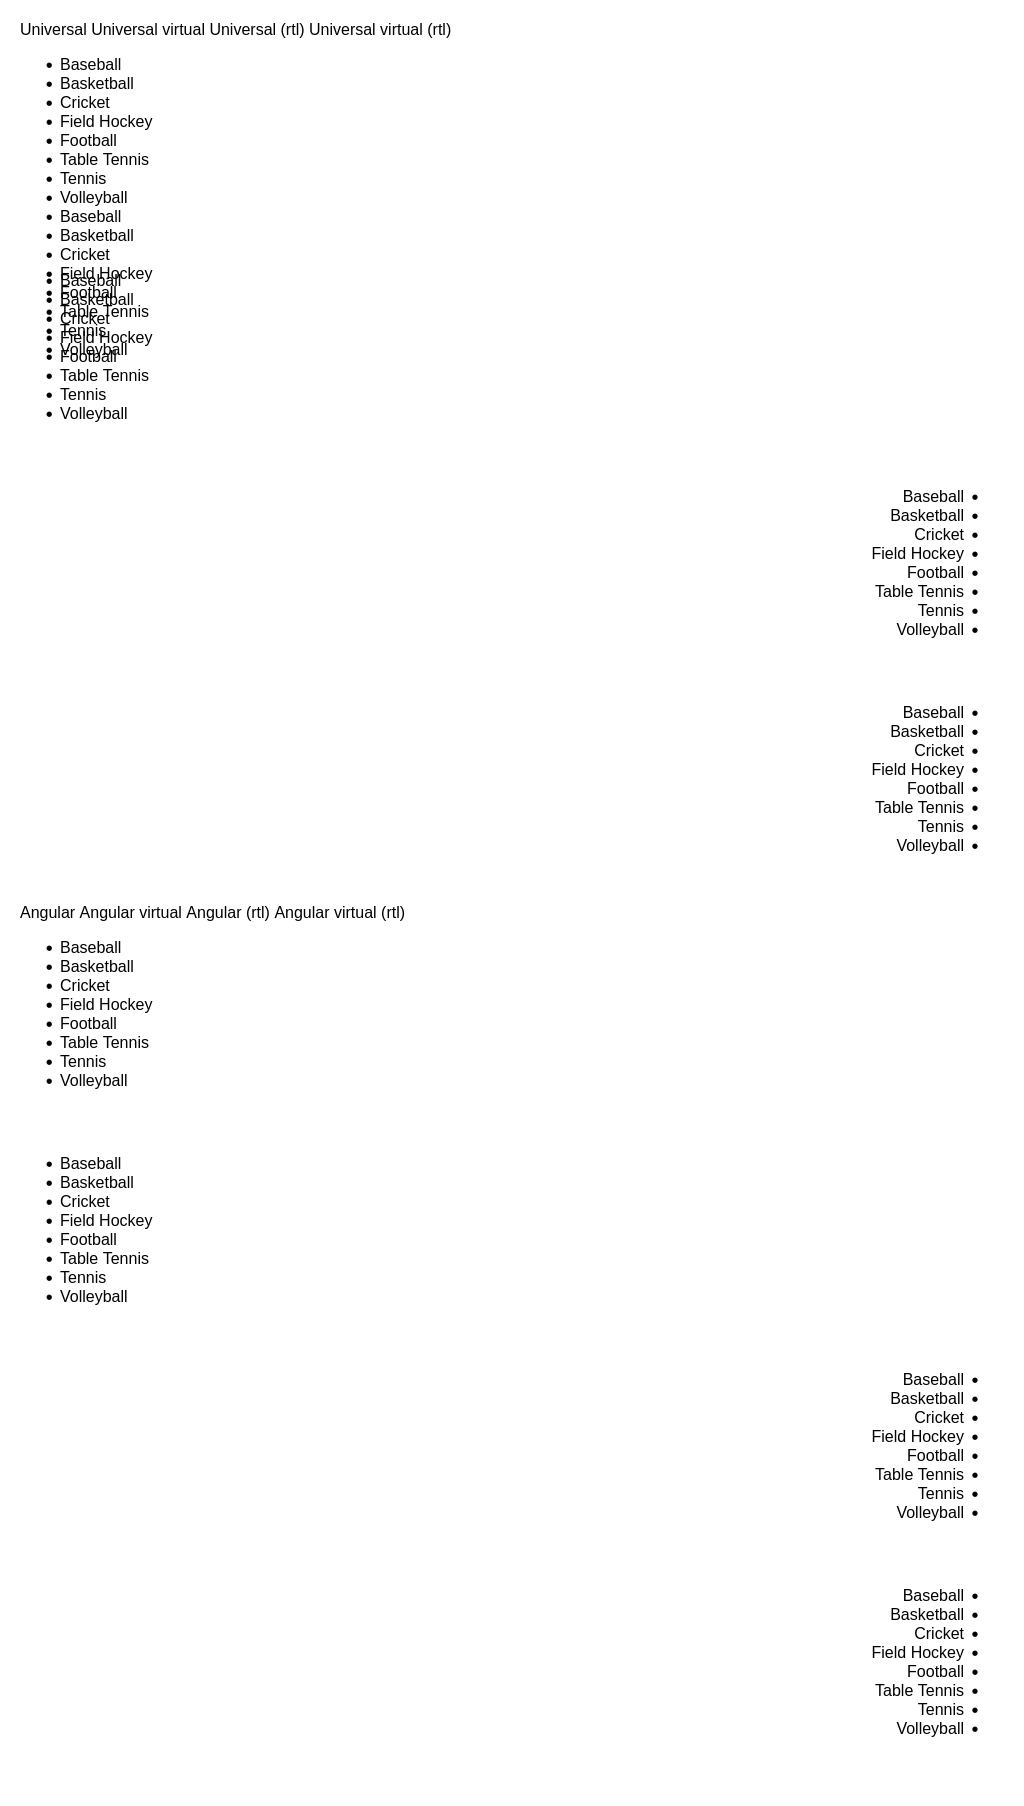 Universal Universal virtual Universal (rtl) Universal virtual (rtl)
Baseball
Basketball
Cricket
Field Hockey
Football
Table Tennis
Tennis
Volleyball
Baseball
Basketball
Cricket
Field Hockey
Baseball
Football
Basketball
Table Tennis
Cricket
Tennis
Field Hockey
Volleyball
Football
Table Tennis
Tennis
Volleyball
Baseball
Basketball
Cricket
Field Hockey
Football
Table Tennis
Tennis
Volleyball
Baseball
Basketball
Cricket
Field Hockey
Football
Table Tennis
Tennis
Volleyball
Angular Angular virtual Angular (rtl) Angular virtual (rtl)
Baseball
Basketball
Cricket
Field Hockey
Football
Table Tennis
Tennis
Volleyball
Baseball
Basketball
Cricket
Field Hockey
Football
Table Tennis
Tennis
Volleyball
Baseball
Basketball
Cricket
Field Hockey
Football
Table Tennis
Tennis
Volleyball
Baseball
Basketball
Cricket
Field Hockey
Football
Table Tennis
Tennis
Volleyball